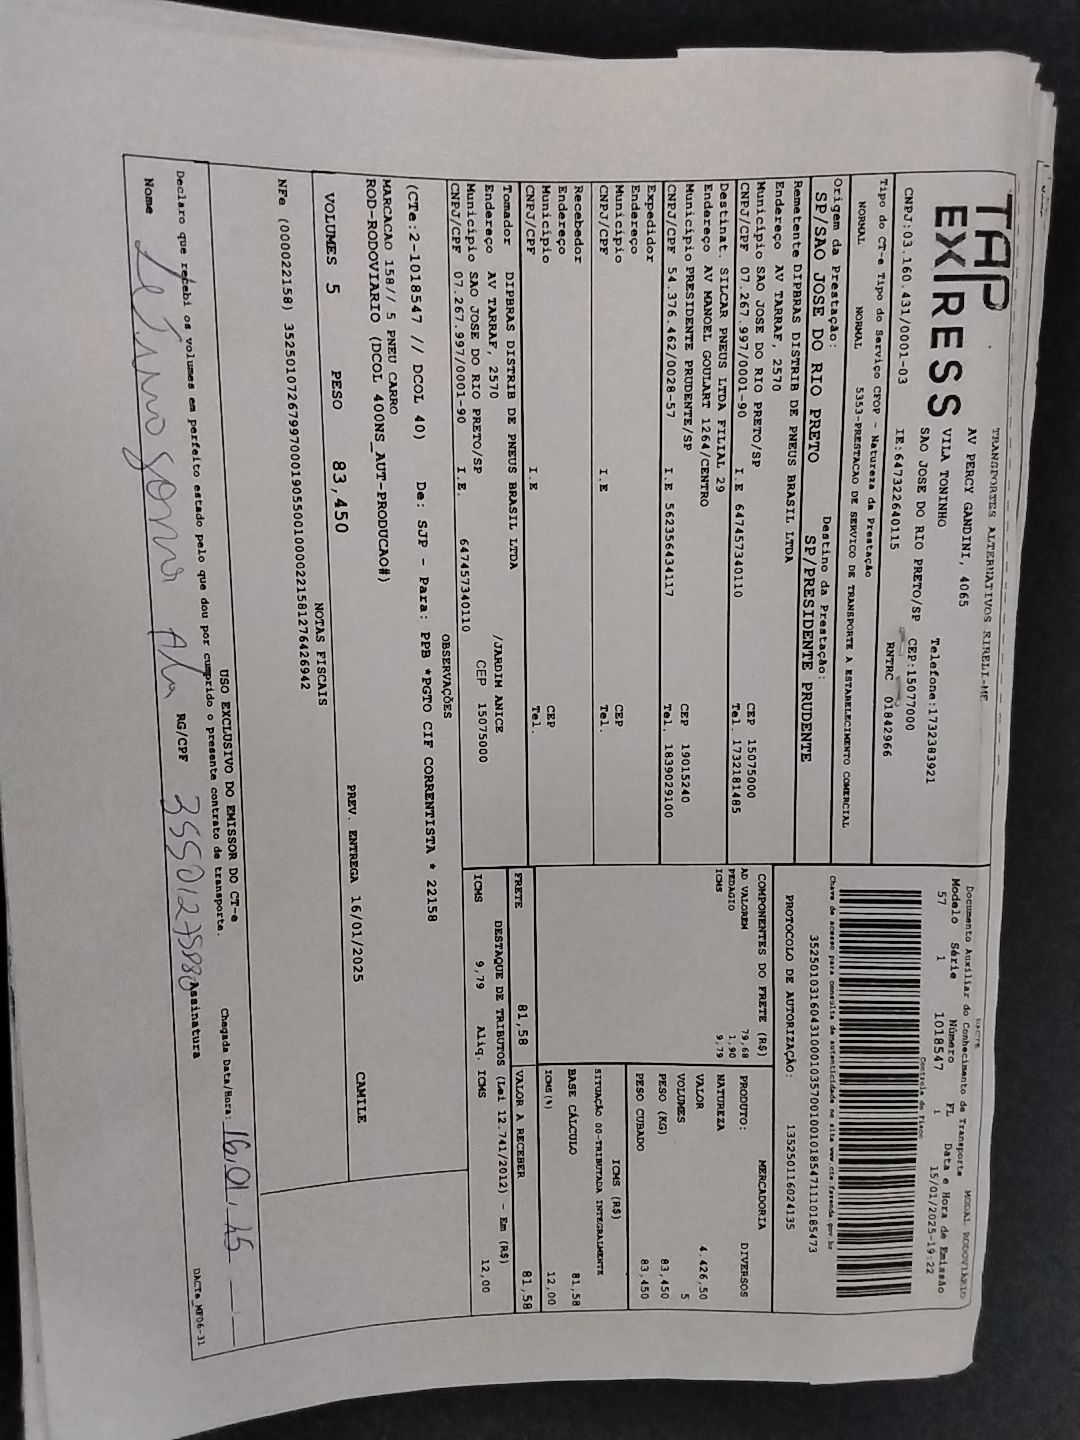 TAP EXPRESS
TRANSPORTES ALTERNATIVOS RINELI-ME
AV PERCY GANDINI, 4065
VILA TONINHO
SAO JOSE DO RIO PRETO/SP
Telefone:1732383921
CEP:15077000
CNPJ:03.160.431/0001-03
IE:647322640115
RNTRC 01842966
Tipo do CT-e Tipo do Serviço CFOP - Natureza da Prestação
NORMAL NORMAL 5353-PRESTACAO DE SERVICO DE TRANSPORTE A ESTABELECIMENTO COMERCIAL
Origem da Prestação: Destino da Prestação:
SP/SAO JOSE DO RIO PRETO SP/PRESIDENTE PRUDENTE
Remetente DIPBRAS DISTRIB DE PNEUS BRASIL LTDA
Endereço AV TARRAF, 2570
Município SAO JOSE DO RIO PRETO/SP CEP 15075000
CNPJ/CPF 07.267.997/0001-90 I.E 647457340110 Tel. 1732181485
Destinat. SILCAR PNEUS LTDA FILIAL 29
Endereço AV MANOEL GOULART 1264/CENTRO
Município PRESIDENTE PRUDENTE/SP CEP 19015240
CNPJ/CPF 54.376.462/0028-57 I.E 562356434117 Tel. 1839029100
Expedidor
Endereço
Município CEP
CNPJ/CPF I.E Tel.
Recebedor
Endereço
Município CEP
CNPJ/CPF I.E Tel.
Tomador DIPBRAS DISTRIB DE PNEUS BRASIL LTDA
Endereço AV TARRAF, 2570 /JARDIM ANICE
Município SAO JOSE DO RIO PRETO/SP CEP 15075000
CNPJ/CPF 07.267.997/0001-90 I.E. 647457340110
DACTE MODAL RODOVIÁRIO
Documento Auxiliar do Conhecimento de Transporte
Modelo Série Número FL Data e Hora de Emissão
57 1 1018547 1 15/01/2025-19:22
Controle do Fisco
Chave de acesso para consulta de autenticidade no site www.cte.fazenda.gov.br
35250103160431000103570010010185471110185473
PROTOCOLO DE AUTORIZAÇÃO: 135250116024135
COMPONENTES DO FRETE (R$)
AD VALOREM 79,68
PEDAGIO 1,90
ICMS 9,79
MERCADORIA
PRODUTO: DIVERSOS
NATUREZA
VALOR 4.426,50
VOLUMES 5
PESO (KG) 83,450
PESO CUBADO 83,450
ICMS (R$)
SITUAÇÃO 00-TRIBUTADA INTEGRALMENTE
BASE CÁLCULO 81,58
ICMS(%) 12,00
FRETE 81,58 VALOR A RECEBER 81,58
DESTAQUE DE TRIBUTOS (Lei 12.741/2012) - Em (R$)
ICMS 9,79 Aliq. ICMS 12,00
OBSERVAÇÕES
(CTe:2-1018547 // DCOL 40) De: SJP - Para: PPB *PGTO CIF CORRENTISTA * 22158
MARCACAO 158// 5 PNEU CARRO
ROD-RODOVIARIO (DCOL 400NS_AUT-PRODUCAO#)
PREV. ENTREGA 16/01/2025 CAMILE
VOLUMES 5 PESO 83,450
NOTAS FISCAIS
NFe (000022158) 35250107267997000190550010000221581276426942
USO EXCLUSIVO DO EMISSOR DO CT-e
Declaro que recebi os volumes em perfeito estado pelo que dou por cumprido o presente contrato de transporte.
Chegada Data/Hora: 16.01.25
Nome RG/CPF Assinatura
DACTe_MF06-31